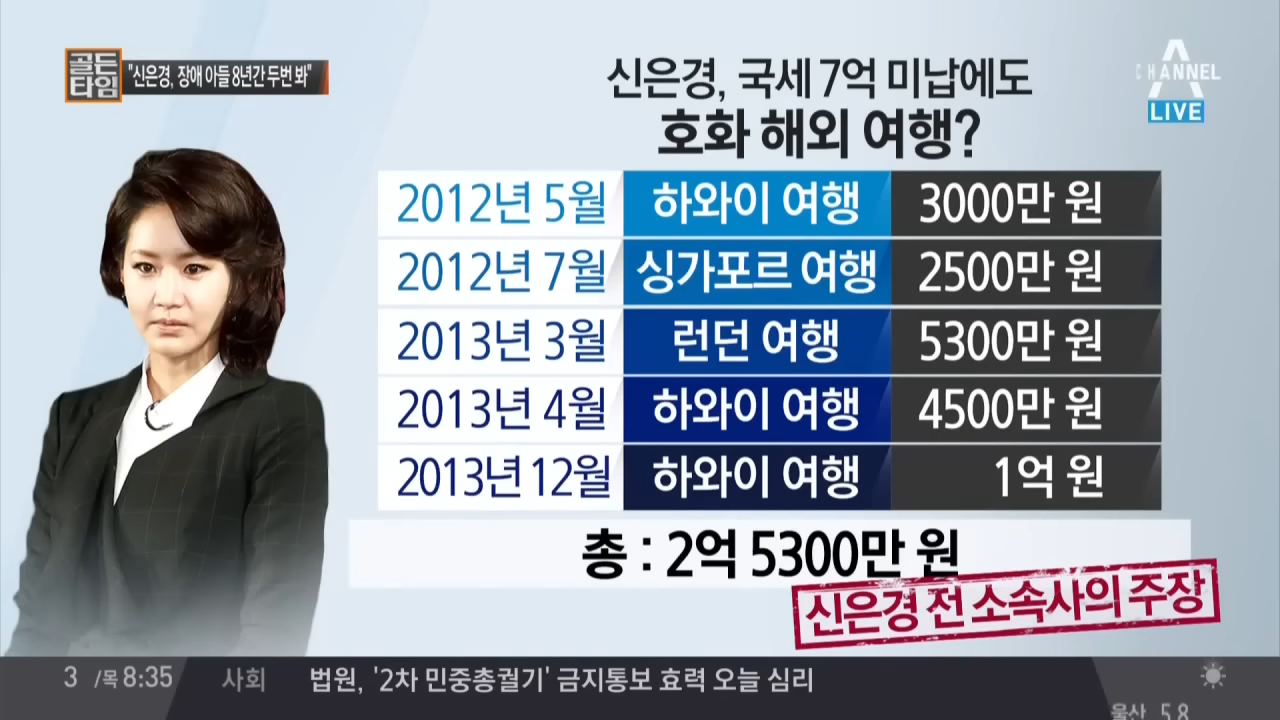 골든
타임
"신은경, 장애 아들 8년간 두번 봐"
CHANNEL A
LIVE
신은경, 국세 7억 미납에도
호화 해외 여행?
2012년 5월 하와이 여행 3000만 원
2012년 7월 싱가포르 여행 2500만 원
2013년 3월 런던 여행 5300만 원
2013년 4월 하와이 여행 4500만 원
2013년 12월 하와이 여행 1억 원
총 : 2억 5300만 원
신은경 전 소속사의 주장
3 /목 8:35 사회 법원, '2차 민중총궐기' 금지통보 효력 오늘 심리
울산 5.8